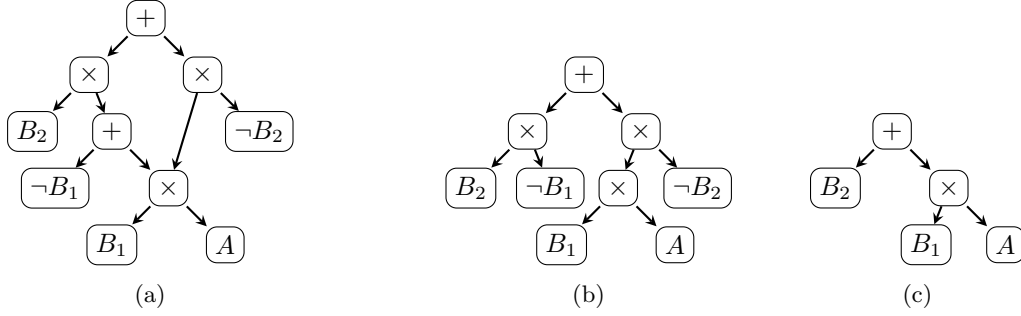 +
× × + ×
B₂ + ¬B₂ × × B₂ ×
¬B₁ × B₂ ¬B₁ × ¬B₂ B₁ A
B₁ A B₁ A
(a) (b) (c)